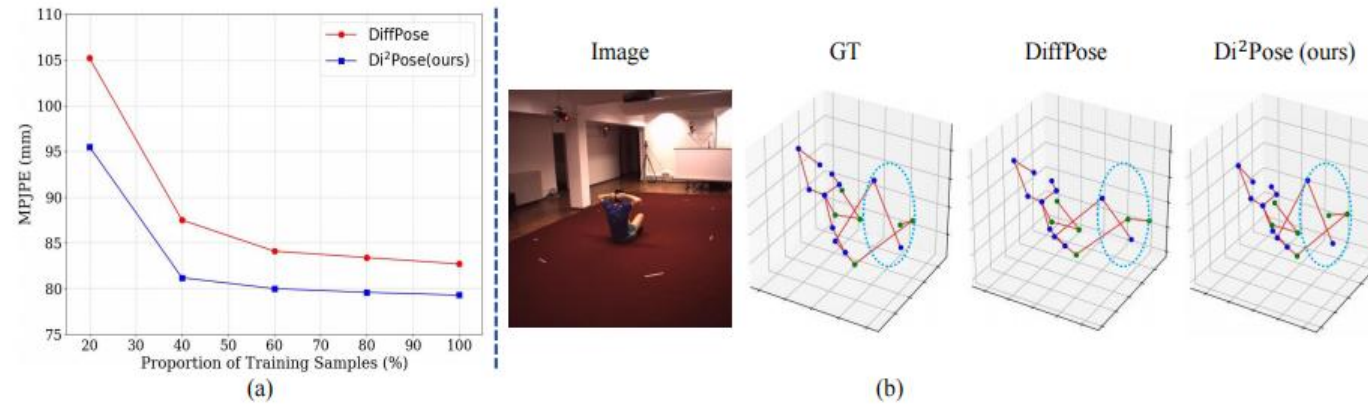 110
105
100
95
90
85
80
75
MPJPE (mm)
DiffPose
Di²Pose(ours)
20 30 40 50 60 70 80 90 100
Proportion of Training Samples (%)
(a)
Image GT DiffPose Di²Pose (ours)
(b)